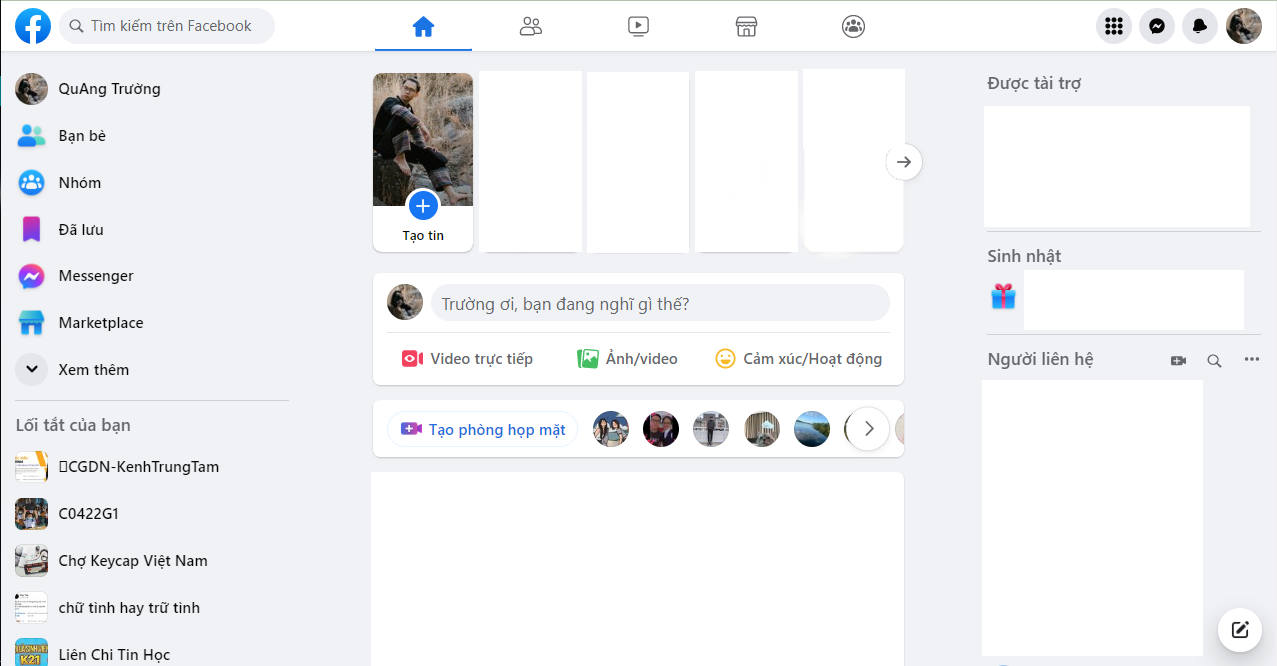 Tìm kiếm trên Facebook
QuAng Trường
Bạn bè
Nhóm
Đã lưu
Messenger
Marketplace
Xem thêm
Lối tắt của bạn
▯CGDN-KenhTrungTam
C0422G1
Chợ Keycap Việt Nam
chữ tình hay trữ tình
Liên Chi Tin Học
K21
Tạo tin
Trường ơi, bạn đang nghĩ gì thế?
Video trực tiếp
Ảnh/video
Cảm xúc/Hoạt động
Tạo phòng họp mặt
Được tài trợ
Sinh nhật
Người liên hệ